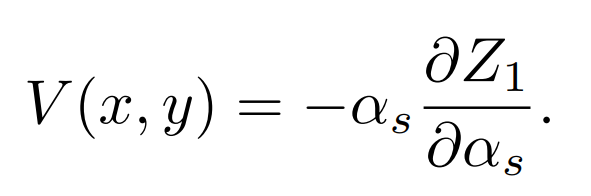 V(x, y) = −α_s ∂Z_1/∂α_s .